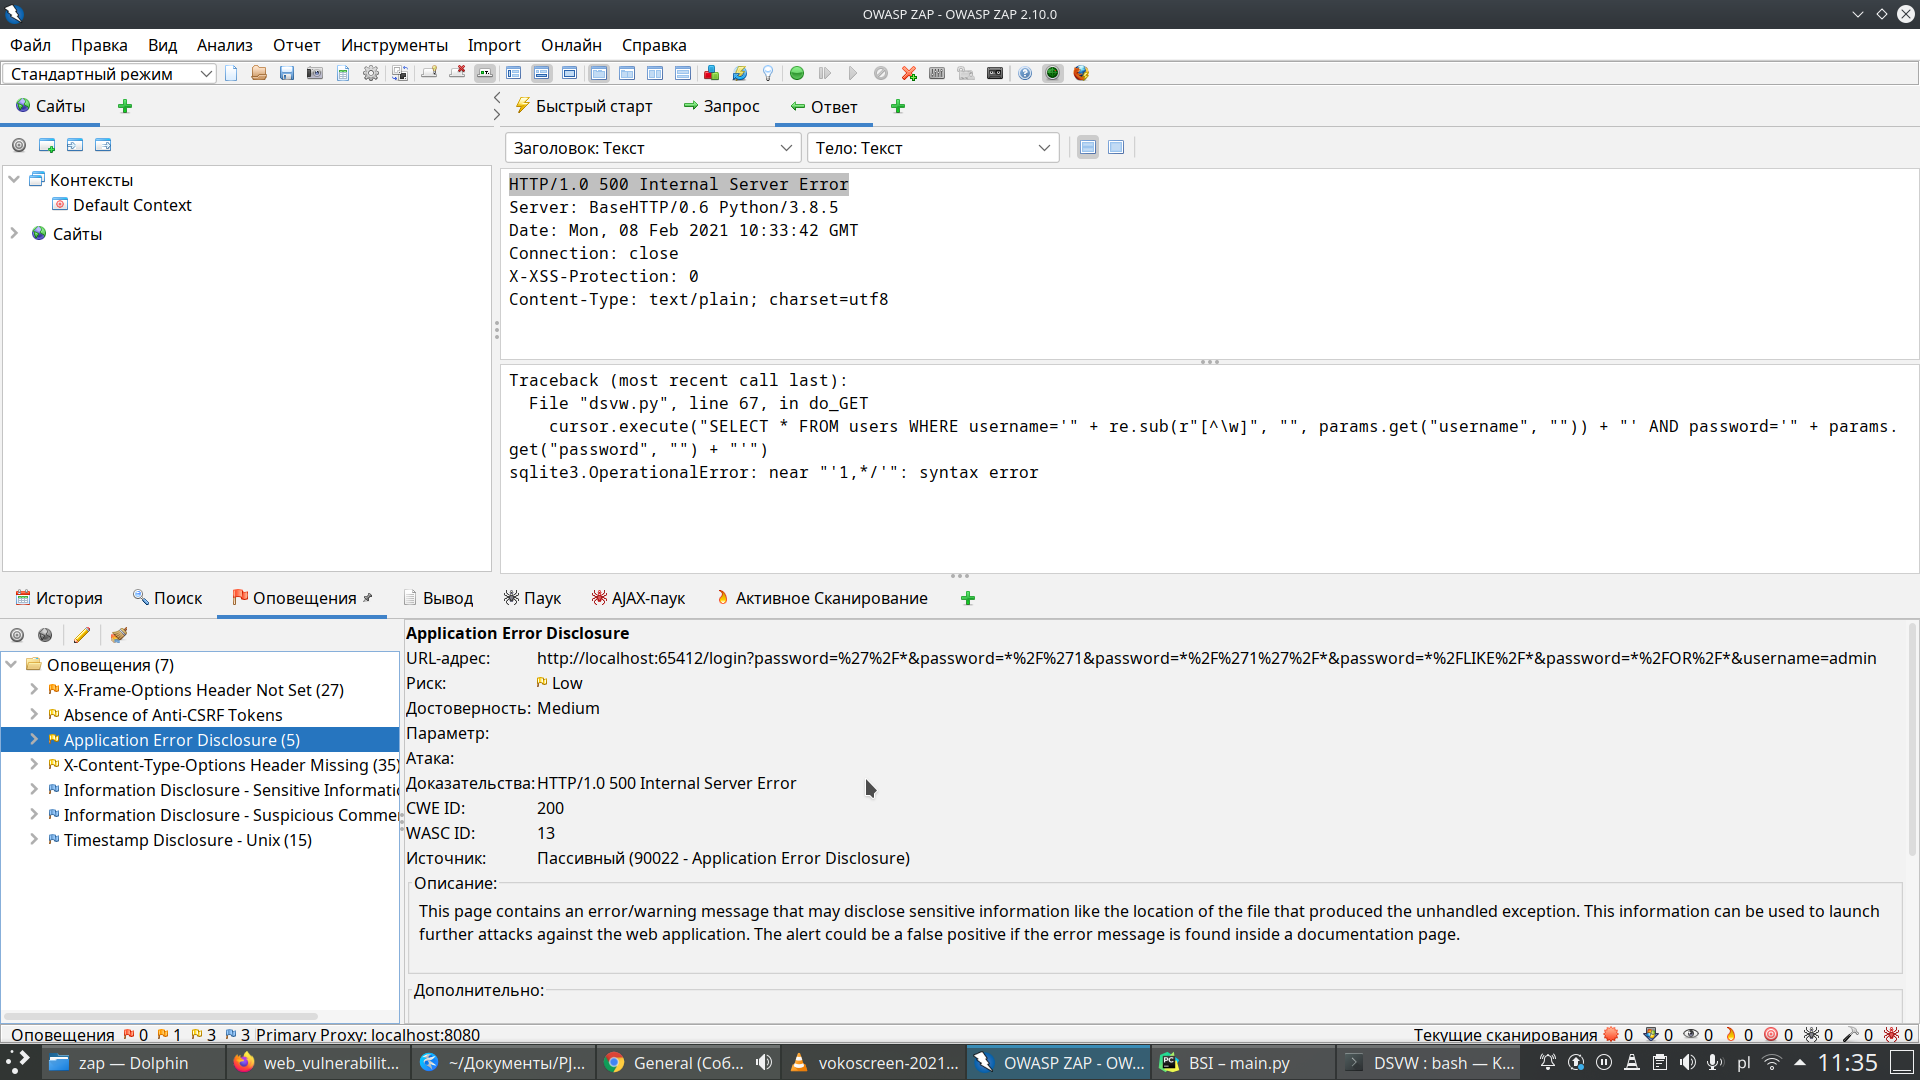 OWASP ZAP - OWASP ZAP 2.10.0
Файл Правка Вид Анализ Отчет Инструменты Import Онлайн Справка
Стандартный режим
Сайты
Быстрый старт Запрос Ответ
Заголовок: Текст Тело: Текст
Контексты
Default Context
Сайты
HTTP/1.0 500 Internal Server Error
Server: BaseHTTP/0.6 Python/3.8.5
Date: Mon, 08 Feb 2021 10:33:42 GMT
Connection: close
X-XSS-Protection: 0
Content-Type: text/plain; charset=utf8
Traceback (most recent call last):
File "dsvw.py", line 67, in do_GET
cursor.execute("SELECT * FROM users WHERE username='" + re.sub(r"[^\w]", "", params.get("username", "")) + "' AND password='" + params.
get("password", "") + "'")
sqlite3.OperationalError: near "'1,*/'": syntax error
История Поиск Оповещения Вывод Паук AJAX-паук Активное Сканирование
Оповещения (7)
X-Frame-Options Header Not Set (27)
Absence of Anti-CSRF Tokens
Application Error Disclosure (5)
X-Content-Type-Options Header Missing (35)
Information Disclosure - Sensitive Informatio
Information Disclosure - Suspicious Comme
Timestamp Disclosure - Unix (15)
Application Error Disclosure
URL-адрес: http://localhost:65412/login?password=%27%2F*&password=*%2F%271&password=*%2F%271%27%2F*&password=*%2FLIKE%2F*&password=*%2FOR%2F*&username=admin
Риск: Low
Достоверность: Medium
Параметр:
Атака:
Доказательства: HTTP/1.0 500 Internal Server Error
CWE ID: 200
WASC ID: 13
Источник: Пассивный (90022 - Application Error Disclosure)
Описание:
This page contains an error/warning message that may disclose sensitive information like the location of the file that produced the unhandled exception. This information can be used to launch
further attacks against the web application. The alert could be a false positive if the error message is found inside a documentation page.
Дополнительно:
Оповещения 0 1 3 3 Primary Proxy: localhost:8080 Текущие сканирования 0 0 0 0 0 0 0 0
zap — Dolphin web_vulnerabilit... ~/Документы/PJ... General (Соб... vokoscreen-2021... OWASP ZAP - OW... BSI – main.py DSVW : bash — K... pl 11:35